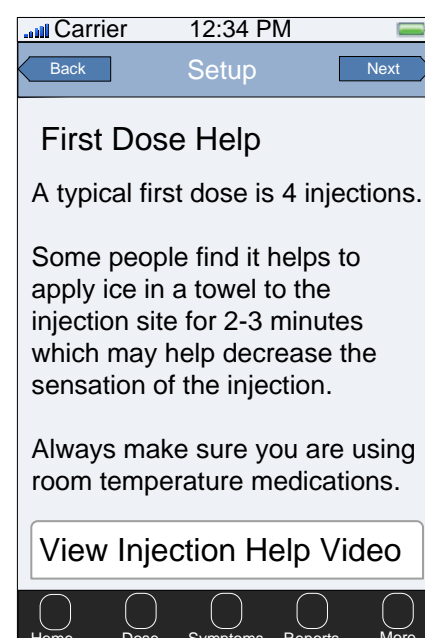 Carrier 12:34 PM
Back Setup Next
First Dose Help
A typical first dose is 4 injections.
Some people find it helps to
apply ice in a towel to the
injection site for 2-3 minutes
which may help decrease the
sensation of the injection.
Always make sure you are using
room temperature medications.
View Injection Help Video
Home Dose Symptoms Reports More